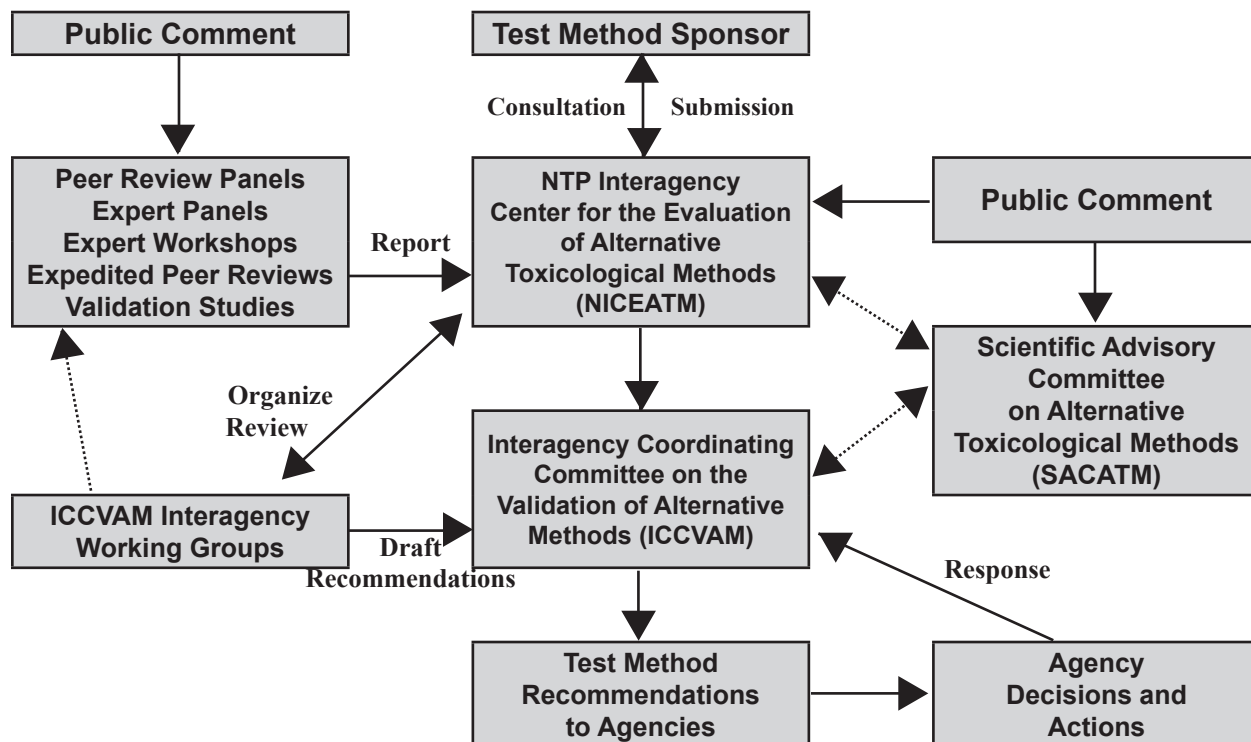 Public Comment
Test Method Sponsor
Consultation
Submission
Peer Review Panels
Expert Panels
Expert Workshops
Expedited Peer Reviews
Validation Studies
Report
NTP Interagency
Center for the Evaluation
of Alternative
Toxicological Methods
(NICEATM)
Public Comment
Organize
Review
Scientific Advisory
Committee
on Alternative
Toxicological Methods
(SACATM)
ICCVAM Interagency
Working Groups
Draft
Recommendations
Interagency Coordinating
Committee on the
Validation of Alternative
Methods (ICCVAM)
Response
Test Method
Recommendations
to Agencies
Agency
Decisions and
Actions